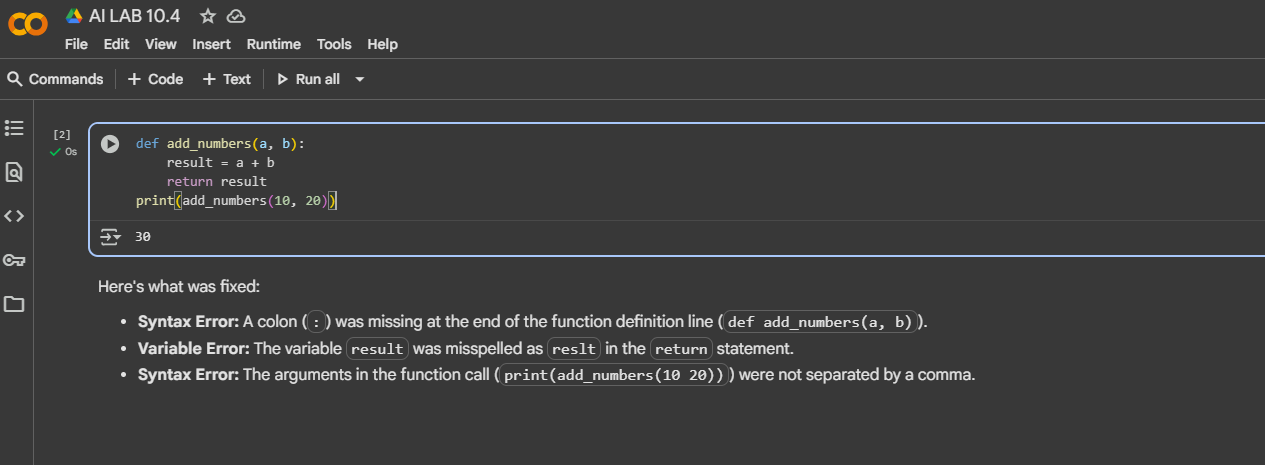 AI LAB 10.4
File Edit View Insert Runtime Tools Help
Commands + Code + Text Run all
[2]
0s
def add_numbers(a, b):
    result = a + b
    return result
print(add_numbers(10, 20))
30
Here's what was fixed:
• Syntax Error: A colon ( : ) was missing at the end of the function definition line ( def add_numbers(a, b) ).
• Variable Error: The variable result was misspelled as reslt in the return statement.
• Syntax Error: The arguments in the function call ( print(add_numbers(10 20)) ) were not separated by a comma.